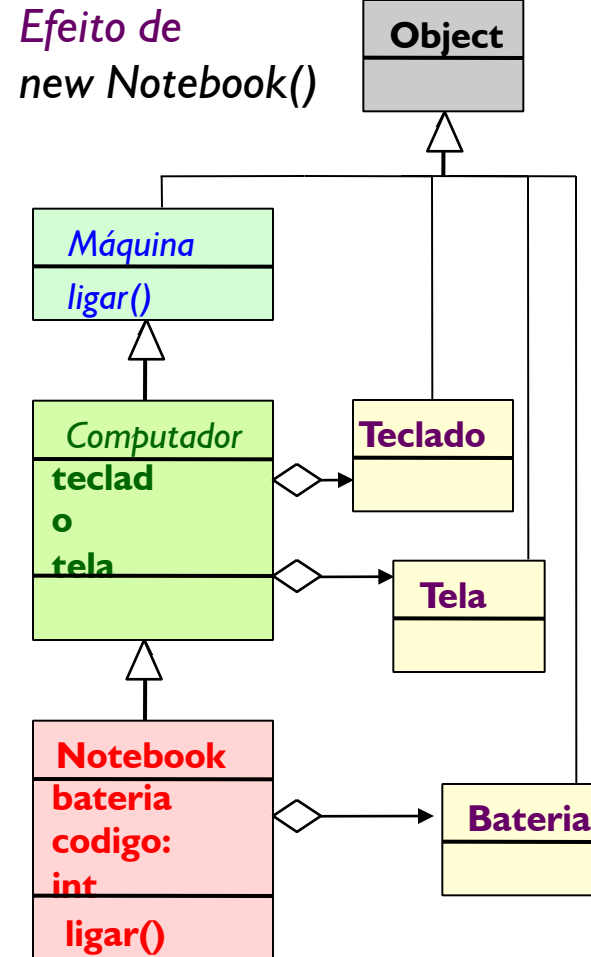 Efeito de
new Notebook()
Object
Máquina
ligar()
Computador
teclad
o
tela
Teclado
Tela
Notebook
bateria
codigo:
int
ligar()
Bateria